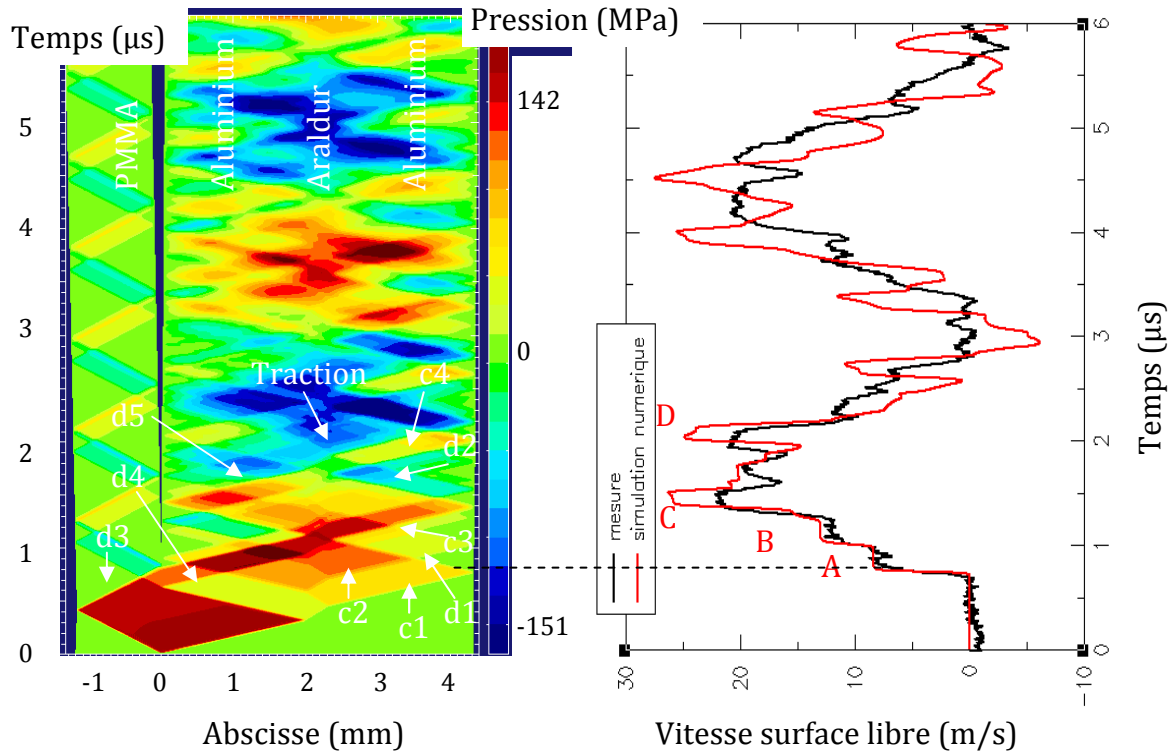 Temps (µs)
Pression (MPa)
PMMA
Aluminium
Araldur
Aluminium
5
4
3
2
1
0
-1
0
1
2
3
4
Abscisse (mm)
142
0
-151
Traction
c4
d5
d2
d4
d3
c3
d1
c2
c1
mesure
simulation numerique
D
C
B
A
30
20
10
0
-10
Vitesse surface libre (m/s)
0
1
2
3
4
5
6
Temps (µs)